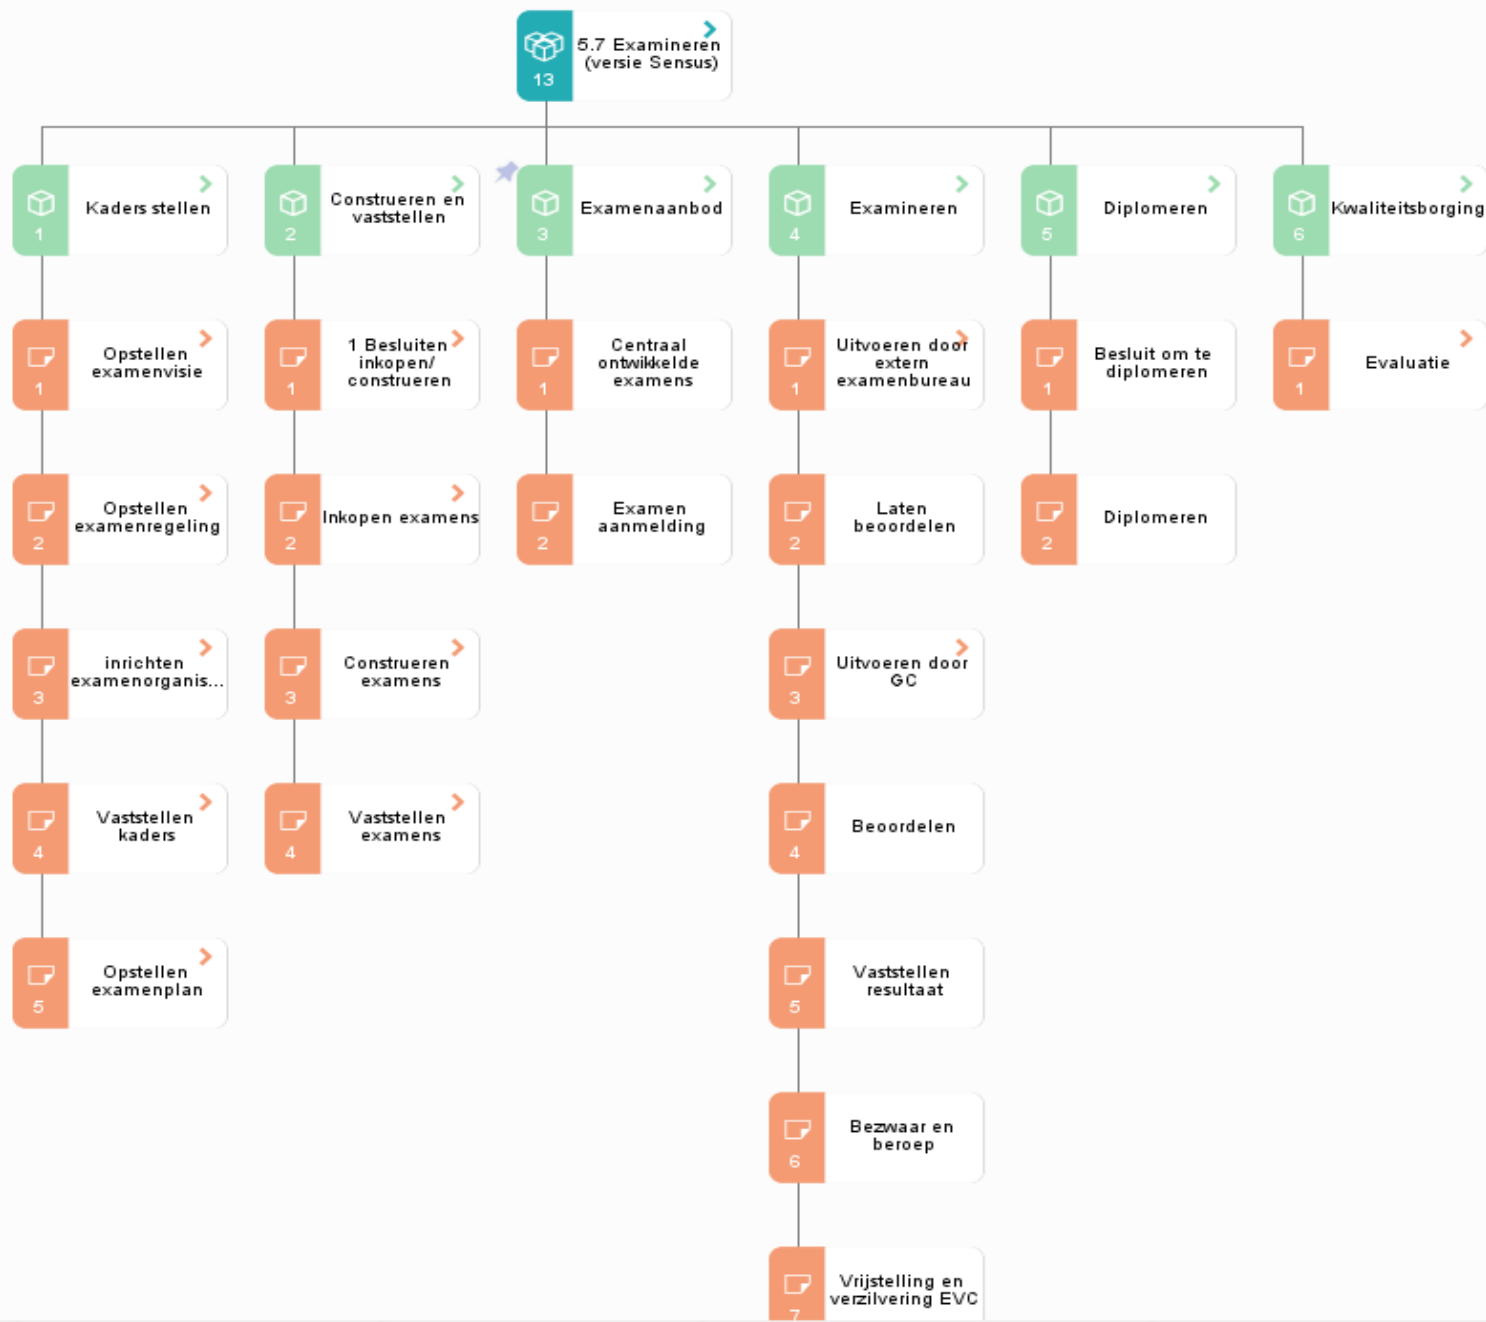 5.7 Examineren
(versie Sensus)
13
Kaders stellen
1
Construeren en
vaststellen
2
Examenaanbod
3
Examineren
4
Diplomeren
5
Kwaliteitsborging
6
Opstellen
examenvisie
1
1 Besluiten
inkopen/
construeren
1
Centraal
ontwikkelde
examens
1
Uitvoeren door
extern
examenbureau
1
Besluit om te
diplomeren
1
Evaluatie
1
Opstellen
examenregeling
2
Inkopen examens
2
Examen
aanmelding
2
Laten
beoordelen
2
Diplomeren
2
inrichten
examenorganis...
3
Construeren
examens
3
Uitvoeren door
GC
3
Vaststellen
kaders
4
Vaststellen
examens
4
Beoordelen
4
Opstellen
examenplan
5
Vaststellen
resultaat
5
Bezwaar en
beroep
6
Vrijstelling en
verzilvering EVC
7